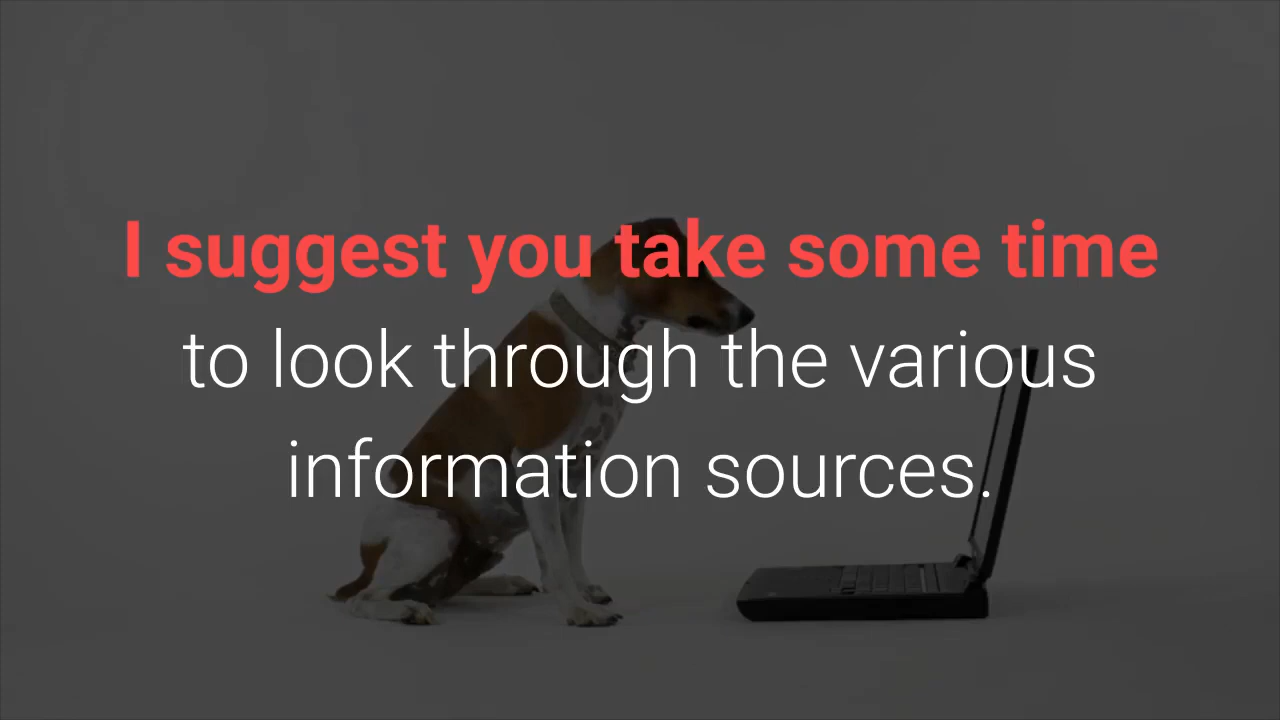 I suggest you take some time
to look through the various
information sources.